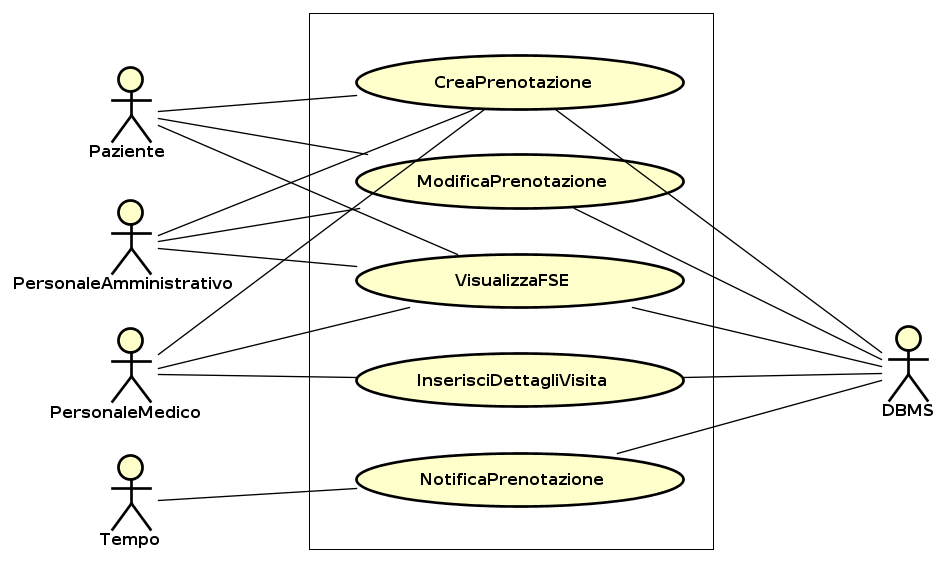 CreaPrenotazione
Paziente
ModificaPrenotazione
PersonaleAmministrativo
VisualizzaFSE
InserisciDettagliVisita
PersonaleMedico
DBMS
NotificaPrenotazione
Tempo